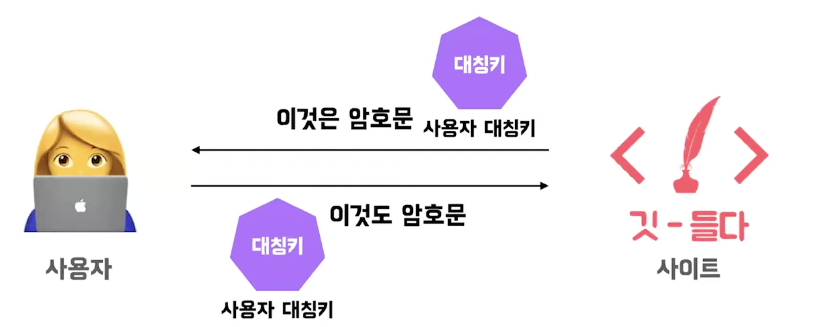 대칭키
이것은 암호문
사용자 대칭키
이것도 암호문
대칭키
사용자 대칭키
사용자
< >
깃-들다
사이트